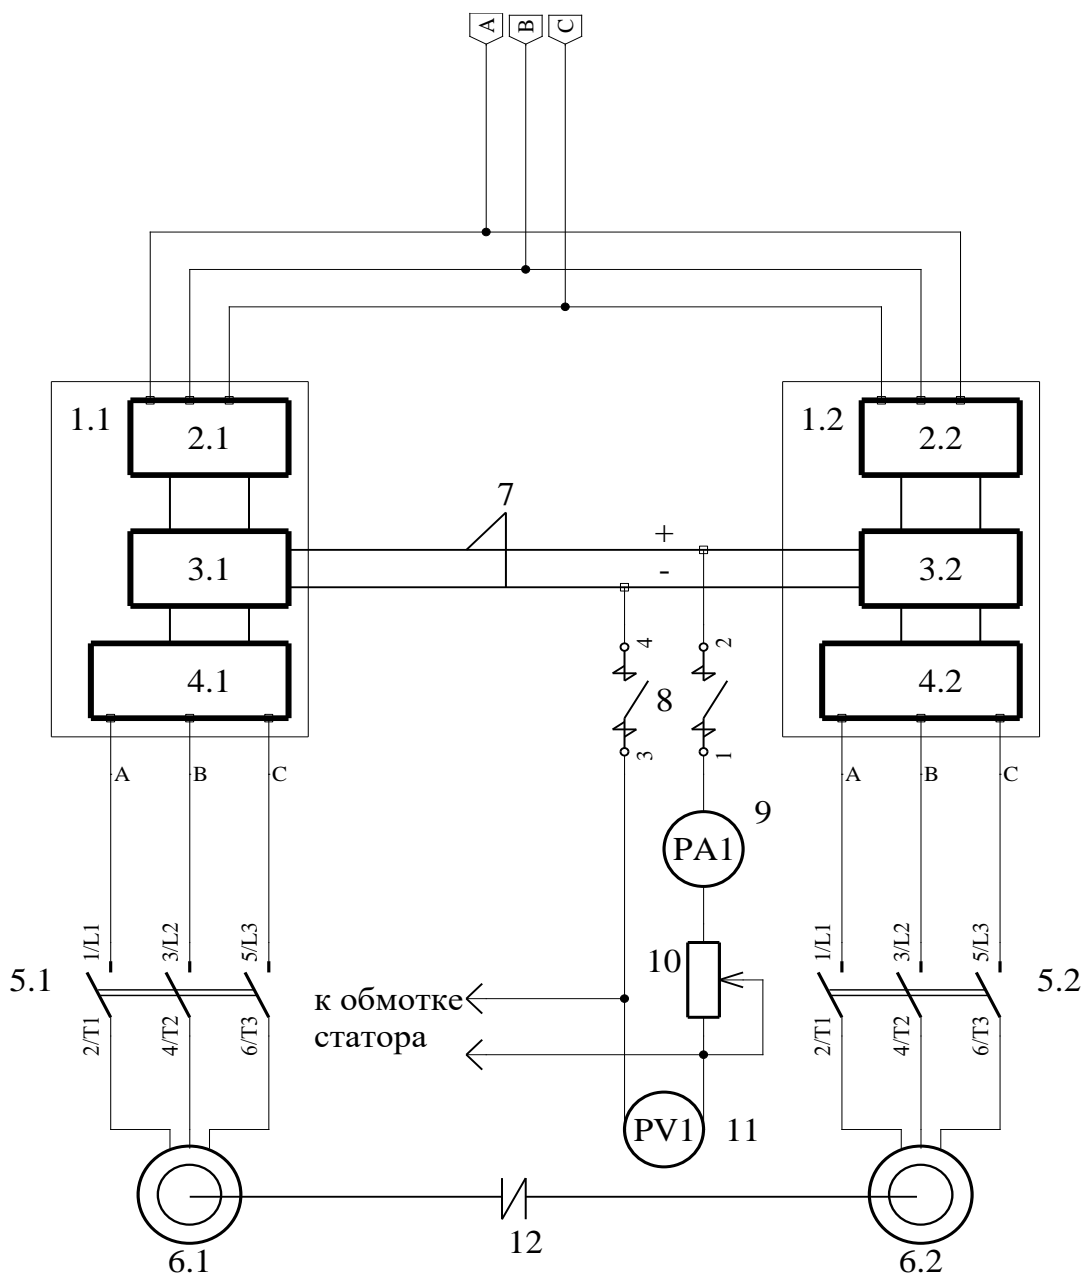 A
B
C
1.1
2.1
1.2
2.2
7
+
-
3.1
3.2
4
2
4.1
8
4.2
3
1
A
B
C
A
B
C
9
PA1
1/L1
3/L2
5/L3
1/L1
3/L2
5/L3
5.1
10
5.2
к обмотке
статора
2/T1
4/T2
6/T3
2/T1
4/T2
6/T3
PV1
11
12
6.1
6.2